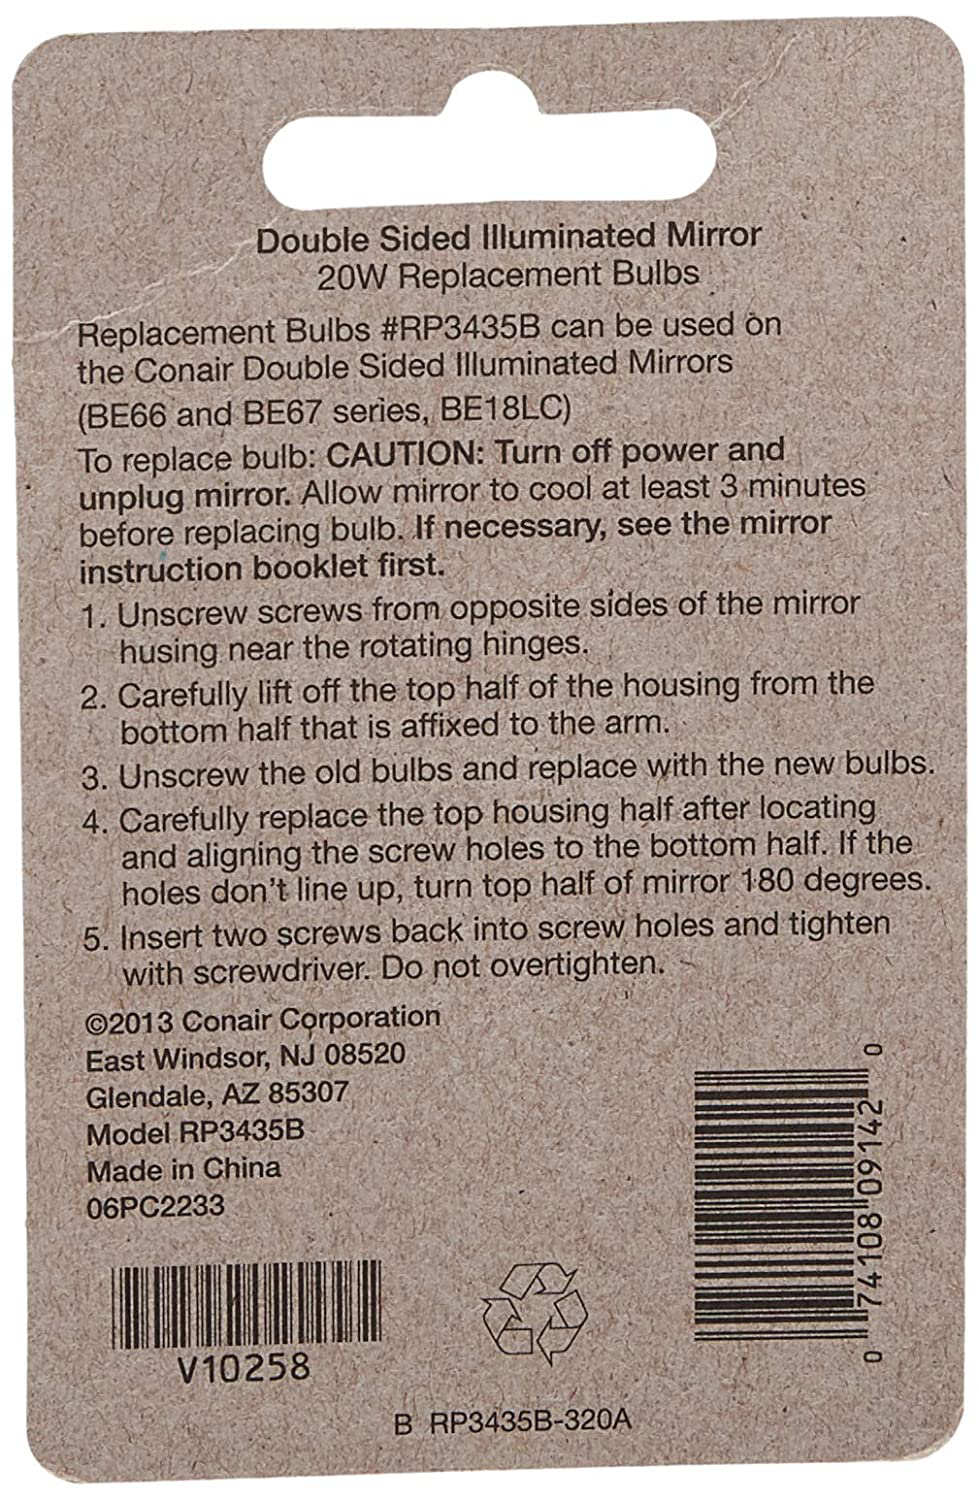 Double Sided Illuminated Mirror
20W Replacement Bulbs
Replacement Bulbs #RP3435B can be used on
the Conair Double Sided Illuminated Mirrors
(BE66 and BE67 series, BE18LC)
To replace bulb: CAUTION: Turn off power and
unplug mirror. Allow mirror to cool at least 3 minutes
before replacing bulb. If necessary, see the mirror
instruction booklet first.
1. Unscrew screws from opposite sides of the mirror
husing near the rotating hinges.
2. Carefully lift off the top half of the housing from the
bottom half that is affixed to the arm.
3. Unscrew the old bulbs and replace with the new bulbs.
4. Carefully replace the top housing half after locating
and aligning the screw holes to the bottom half. If the
holes don't line up, turn top half of mirror 180 degrees.
5. Insert two screws back into screw holes and tighten
with screwdriver. Do not overtighten.
©2013 Conair Corporation
East Windsor, NJ 08520
Glendale, AZ 85307
Model RP3435B
Made in China
06PC2233
V10258
0 74108 09142 0
B RP3435B-320A